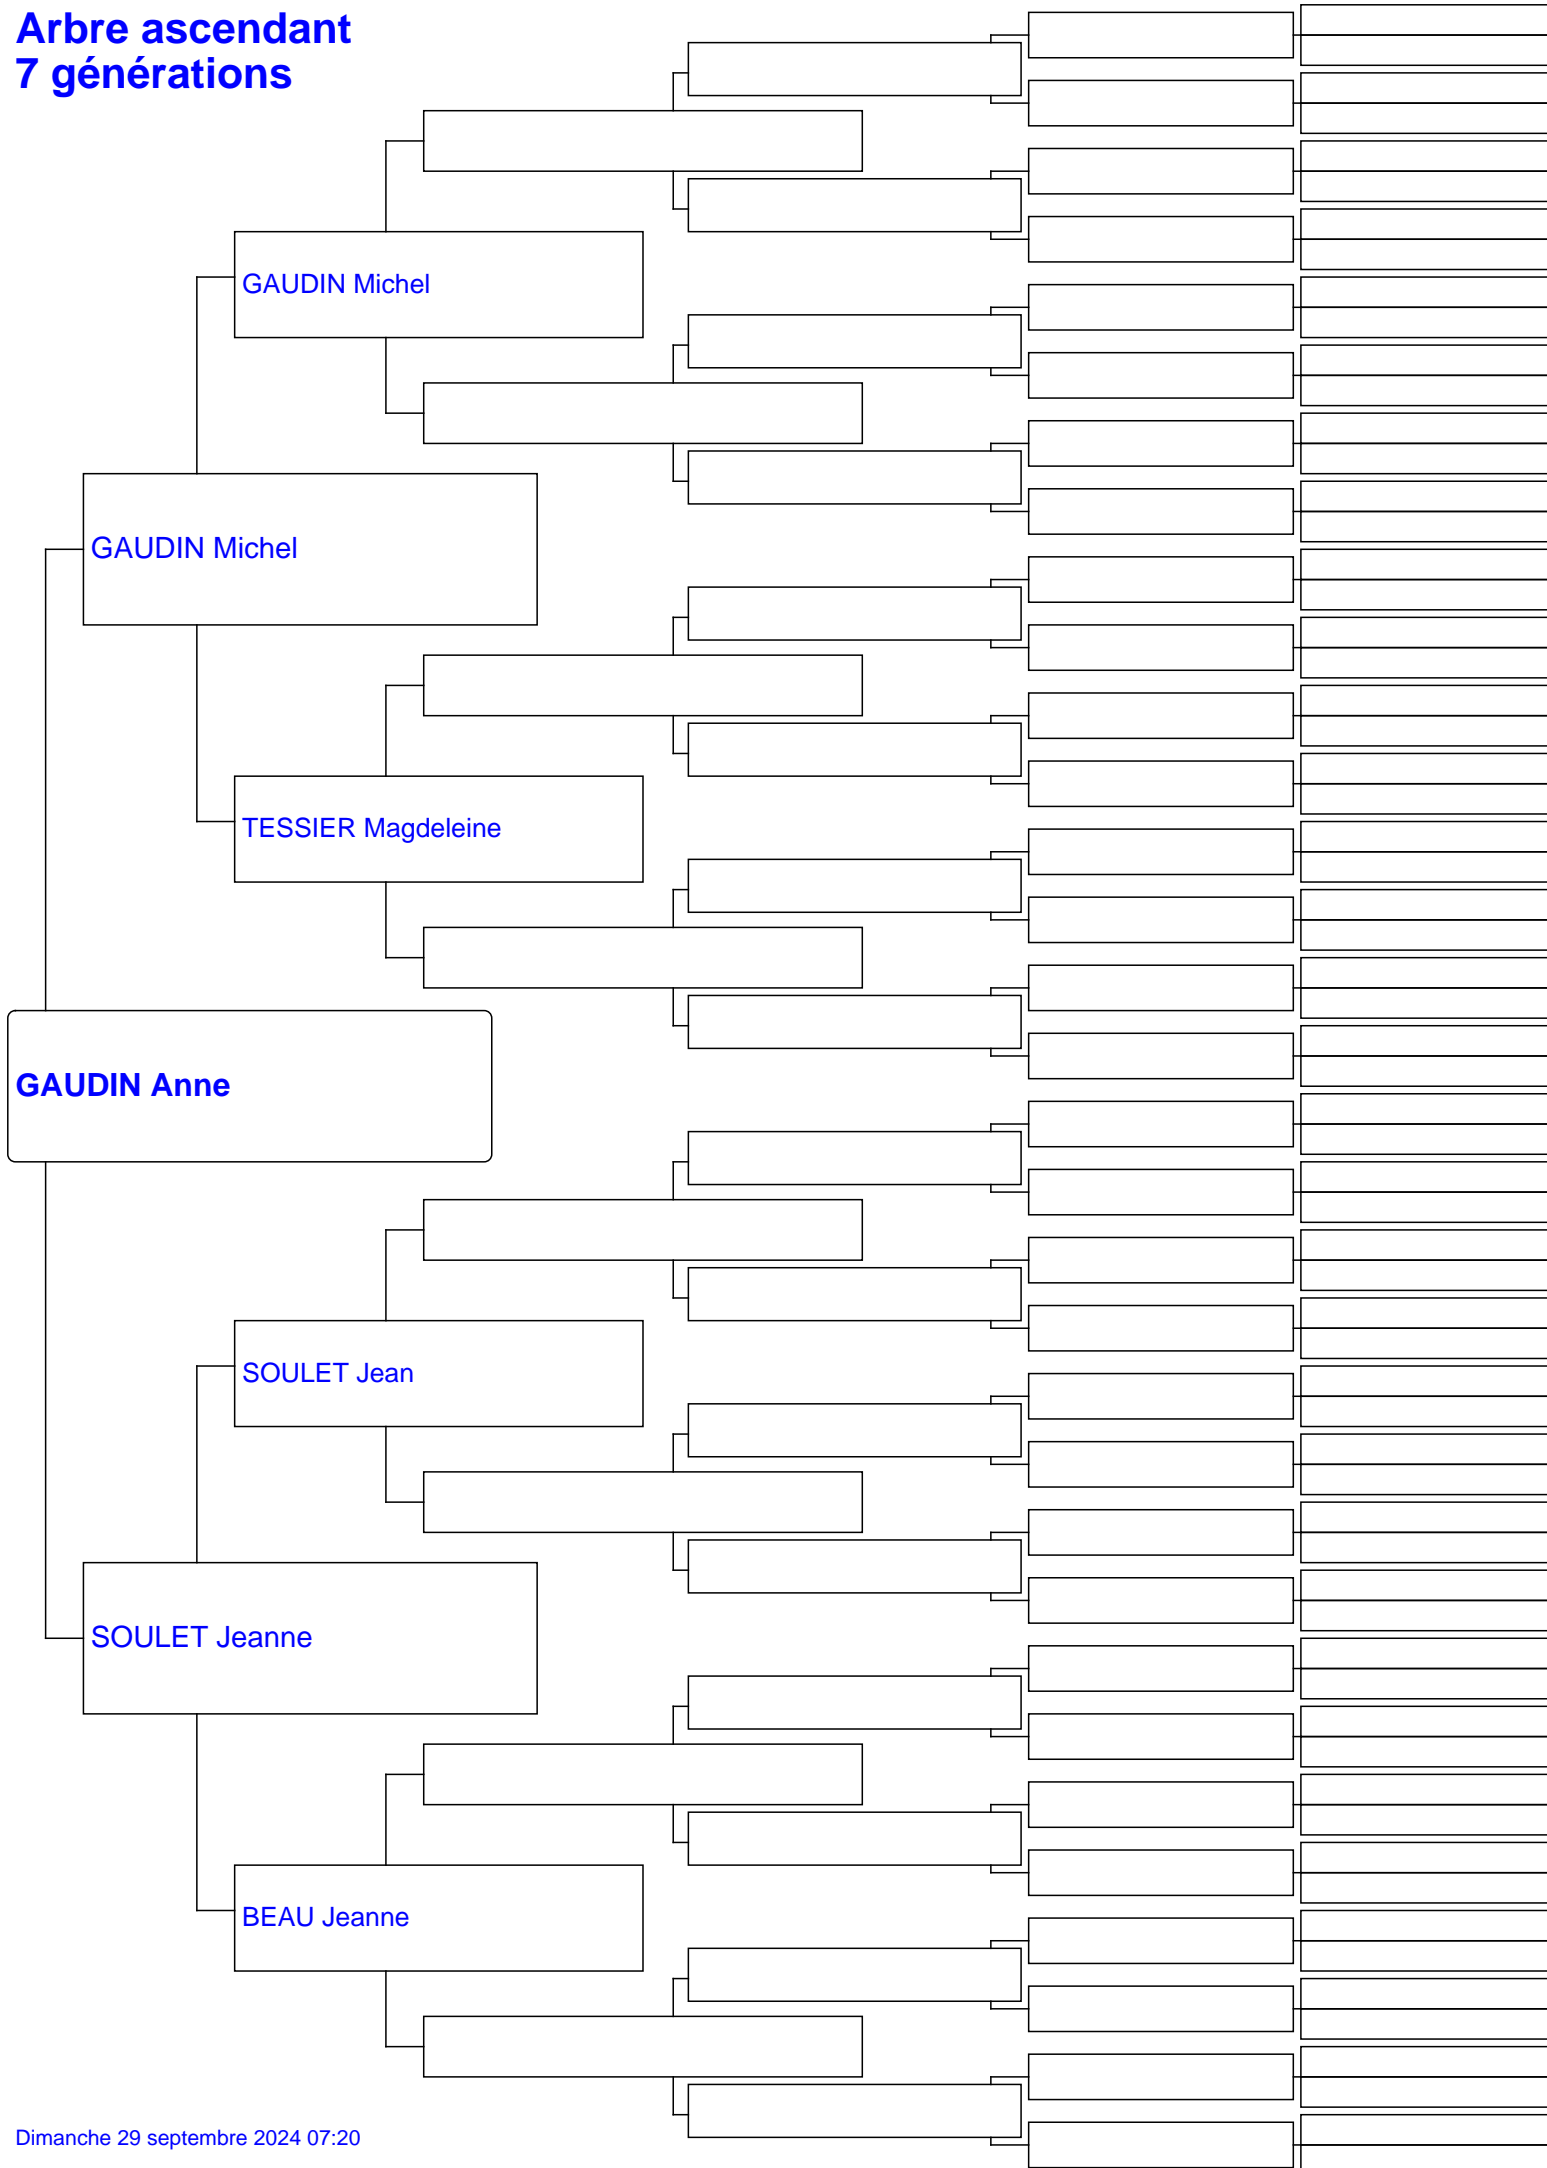 Arbre ascendant
7 générations
GAUDIN Michel
GAUDIN Michel
TESSIER Magdeleine
GAUDIN Anne
SOULET Jean
SOULET Jeanne
BEAU Jeanne
Dimanche 29 septembre 2024 07:20